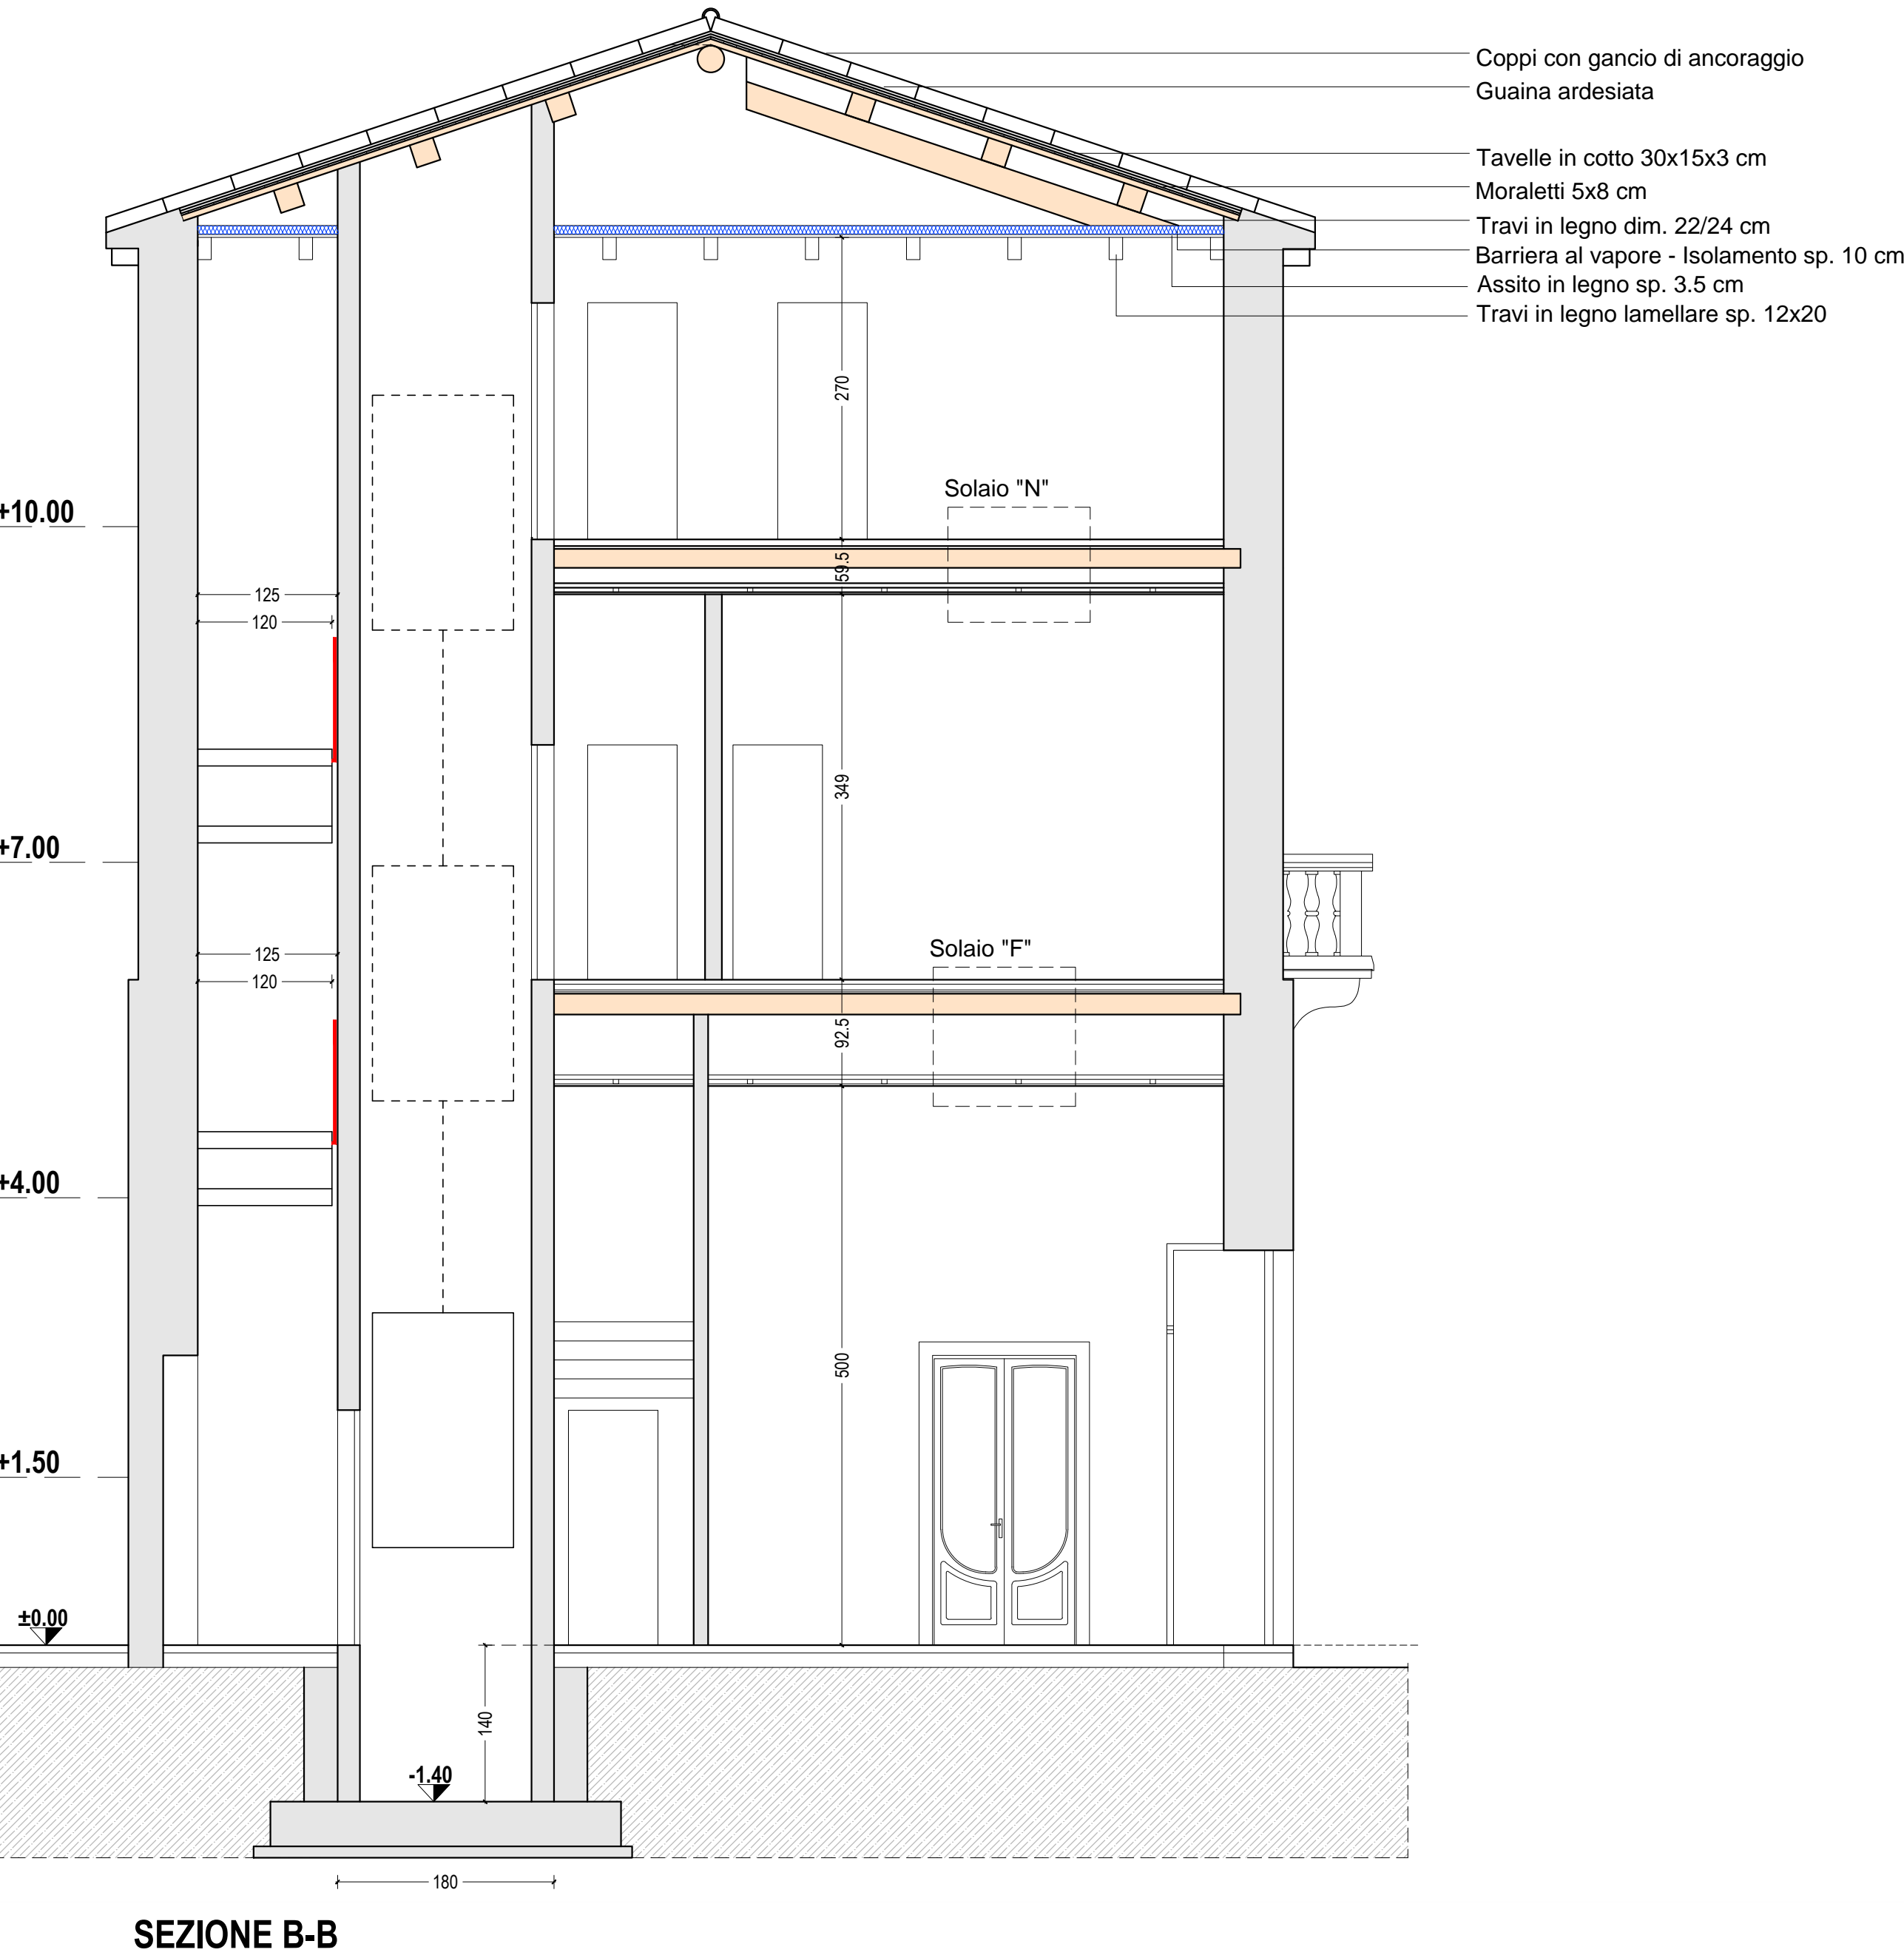 Coppi con gancio di ancoraggio
Guaina ardesiata
Tavelle in cotto 30x15x3 cm
Moraletti 5x8 cm
Travi in legno dim. 22/24 cm
Barriera al vapore - Isolamento sp. 10 cm
Assito in legno sp. 3.5 cm
Travi in legno lamellare sp. 12x20
270
Solaio "N"
+10.00
59.5
125
120
349
+7.00
Solaio "F"
125
120
92.5
+4.00
500
+1.50
±0.00
140
-1.40
180
SEZIONE B-B